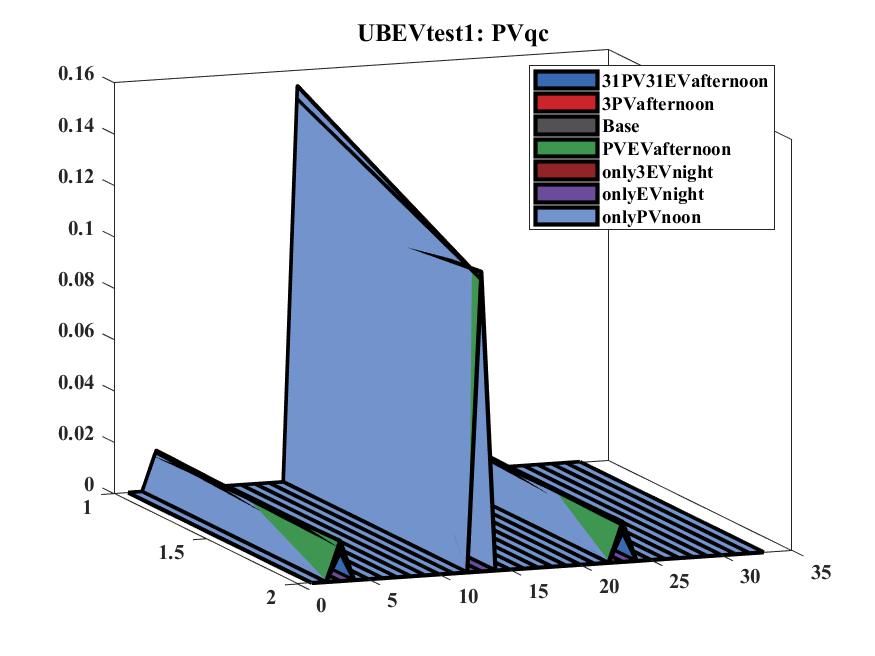 UBEVtest1: PVqc
0.16
0.14
0.12
0.1
0.08
0.06
0.04
0.02
0
1
1.5
2
0
5
10
15
20
25
30
35
31PV31EVafternoon
3PVafternoon
Base
PVEVafternoon
only3EVnight
onlyEVnight
onlyPVnoon